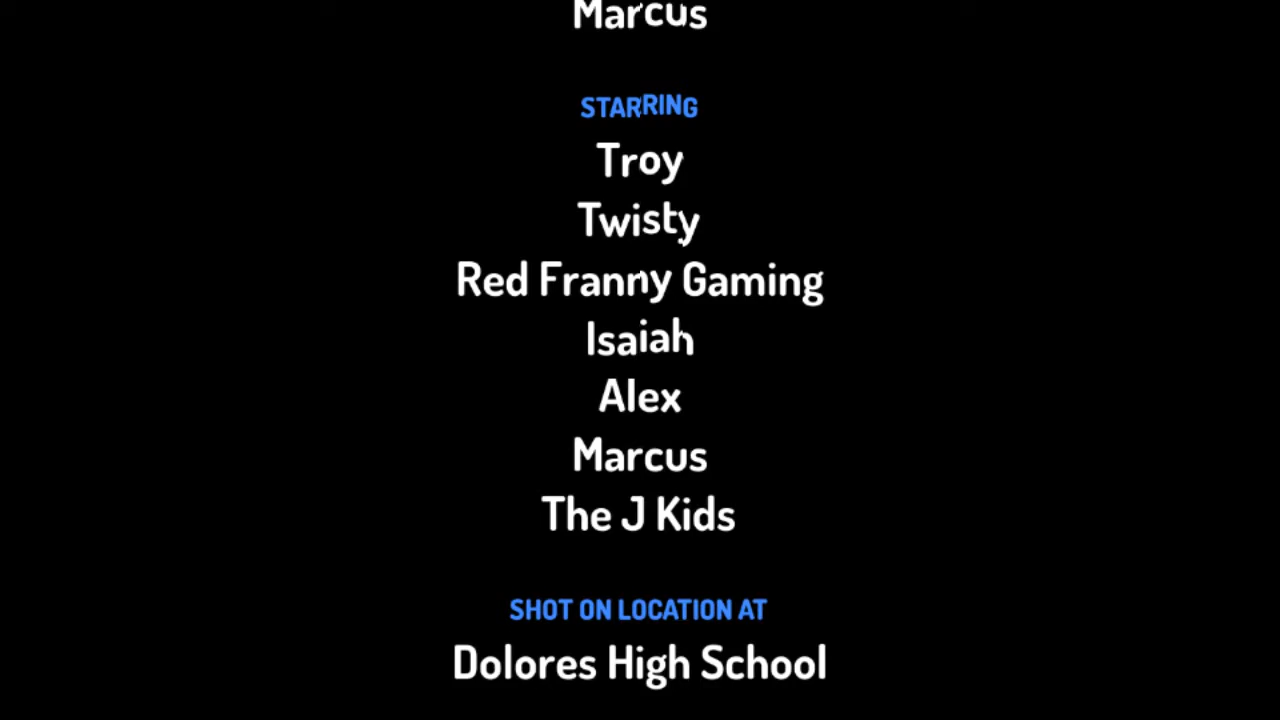 Marcus
STARRING
Troy
Twisty
Red Franny Gaming
Isaiah
Alex
Marcus
The J Kids
SHOT ON LOCATION AT
Dolores High School